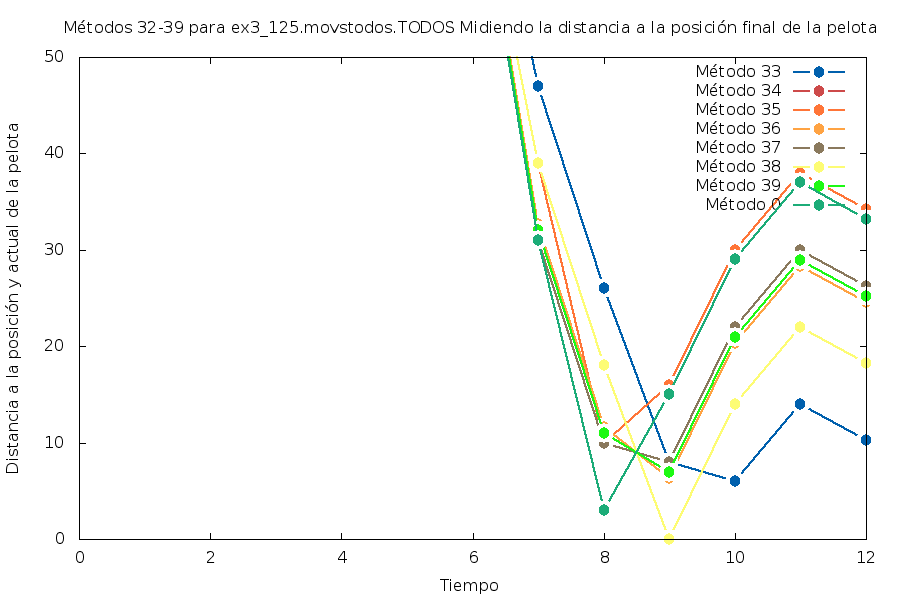 Métodos 32-39 para ex3_125.movstodos.TODOS Midiendo la distancia a la posición final de la pelota
Distancia a la posición y actual de la pelota
50
40
30
20
10
0
Método 33
Método 34
Método 35
Método 36
Método 37
Método 38
Método 39
Método 0
0 2 4 6 8 10 12
Tiempo